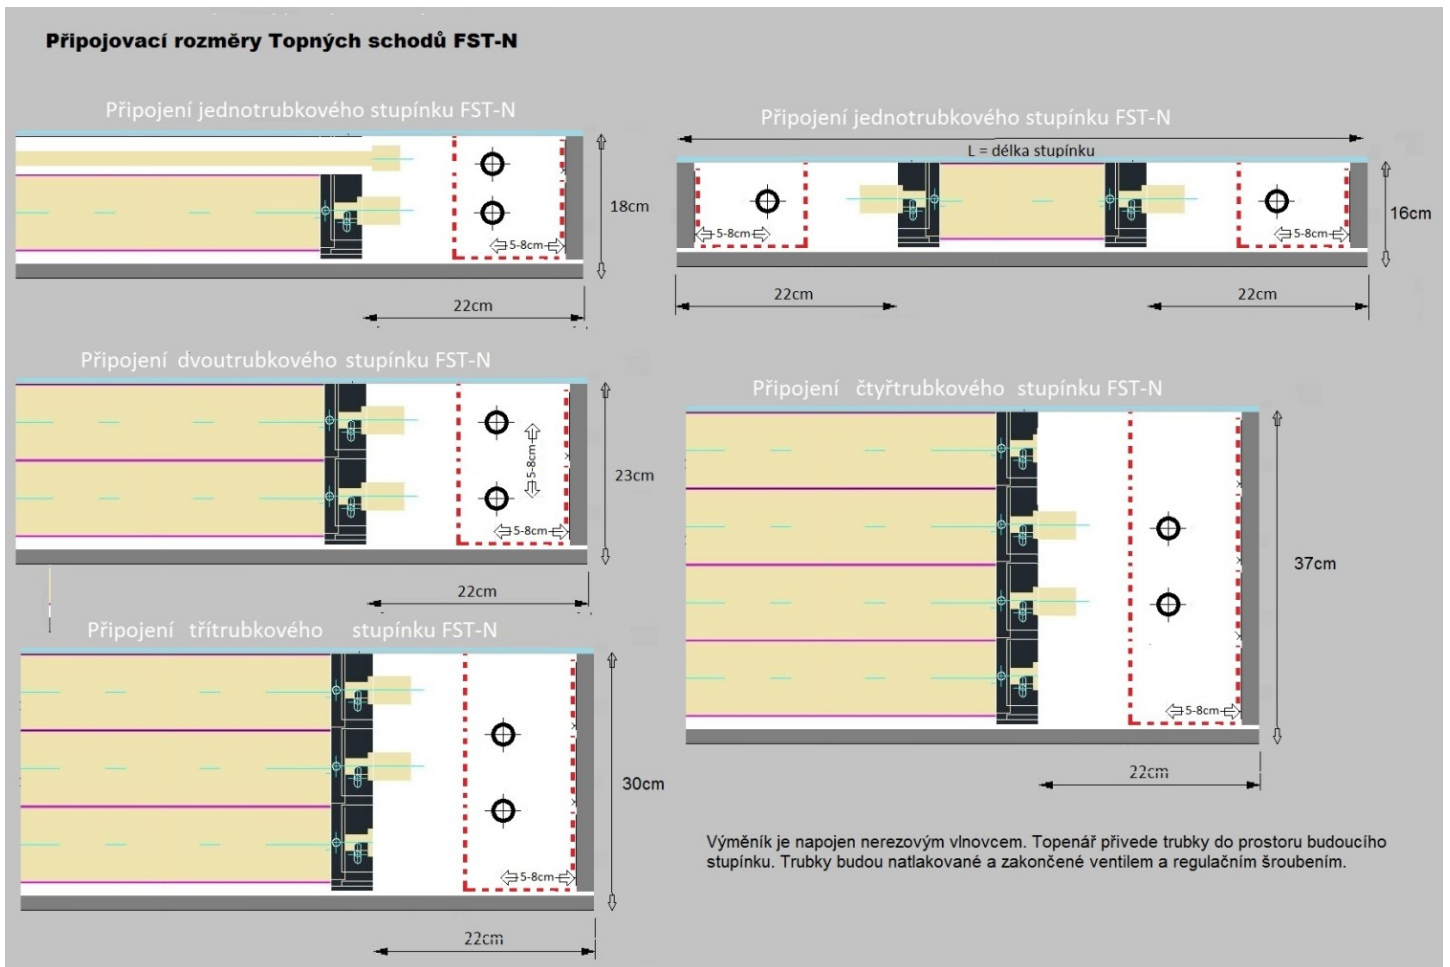 Připojovací rozměry Topných schodů FST-N
Připojení jednotrubkového stupínku FST-N
18cm
5-8cm
22cm
Připojení jednotrubkového stupínku FST-N
L = délka stupínku
5-8cm
5-8cm
16cm
22cm
22cm
Připojení dvoutrubkového stupínku FST-N
5-8cm
23cm
5-8cm
22cm
Připojení čtyřtrubkového stupínku FST-N
37cm
5-8cm
22cm
Připojení třítrubkového stupínku FST-N
30cm
5-8cm
22cm
Výměník je napojen nerezovým vlnovcem. Topenář přivede trubky do prostoru budoucího
stupínku. Trubky budou natlakované a zakončené ventilem a regulačním šroubením.